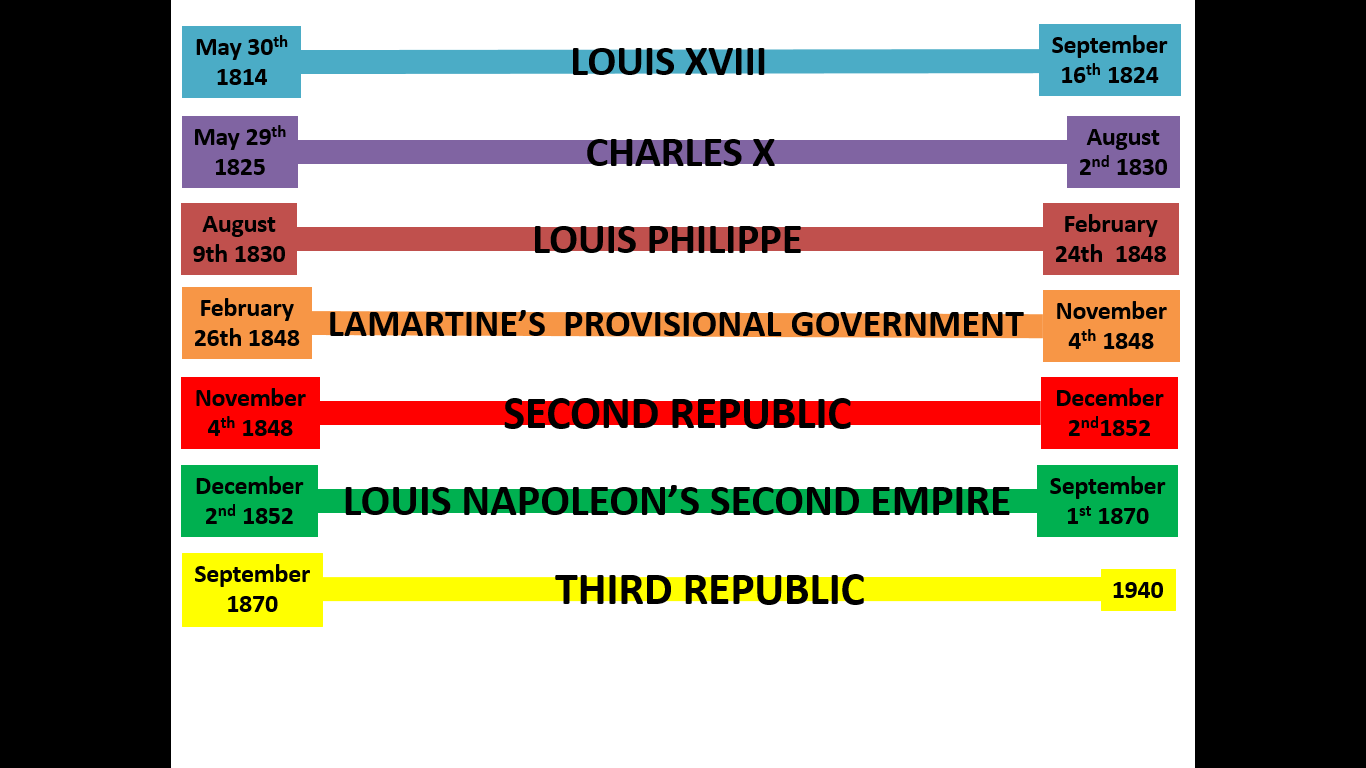 May 30th
1814
LOUIS XVIII
September
16th 1824
May 29th
1825
CHARLES X
August
2nd 1830
August
9th 1830
LOUIS PHILIPPE
February
24th  1848
February
26th 1848
LAMARTINE’S  PROVISIONAL GOVERNMENT
November
4th 1848
November
4th 1848
SECOND REPUBLIC
December
2nd1852
December
2nd 1852
LOUIS NAPOLEON’S SECOND EMPIRE
September
1st 1870
September
1870
THIRD REPUBLIC
1940